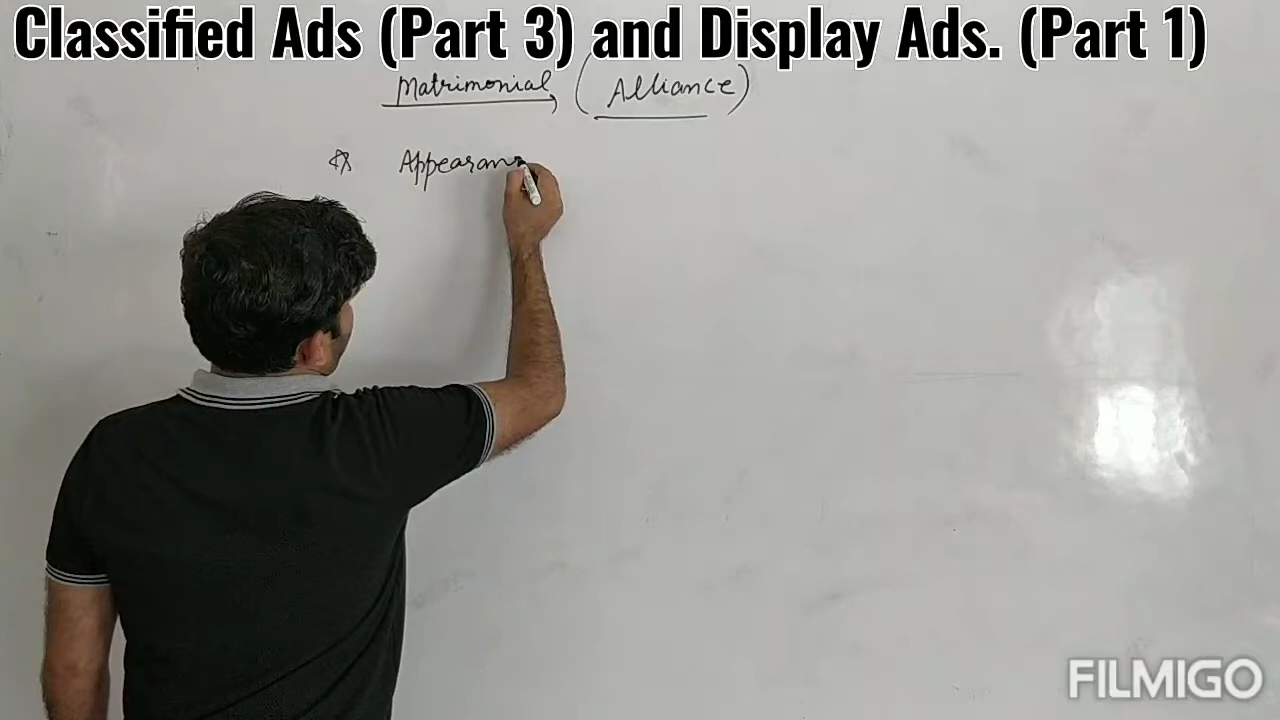 Classified Ads (Part 3) and Display Ads. (Part 1)
Matrimonial (Alliance)
☆ Appearan
FILMIGO